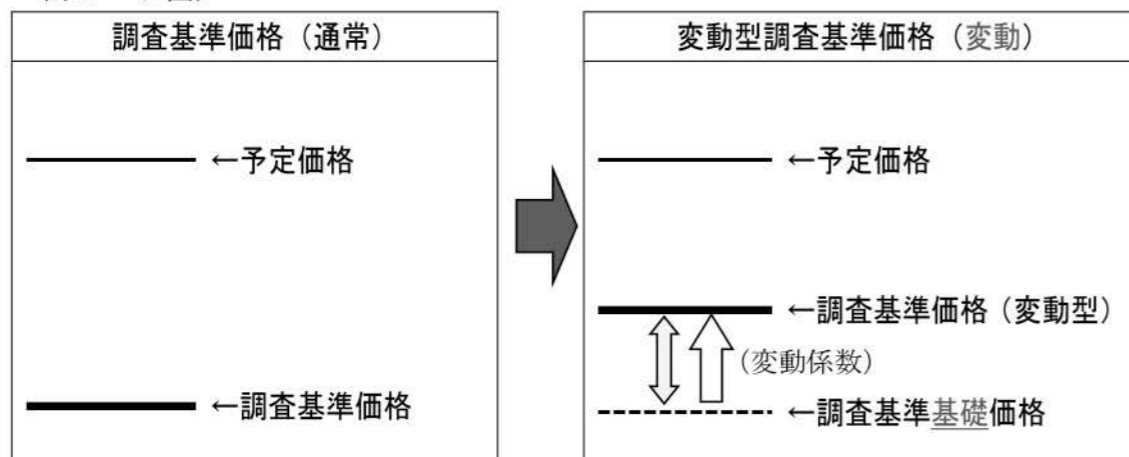 調査基準価格（通常）
←予定価格
←調査基準価格
変動型調査基準価格（変動）
←予定価格
←調査基準価格（変動型）
（変動係数）
←調査基準基礎価格